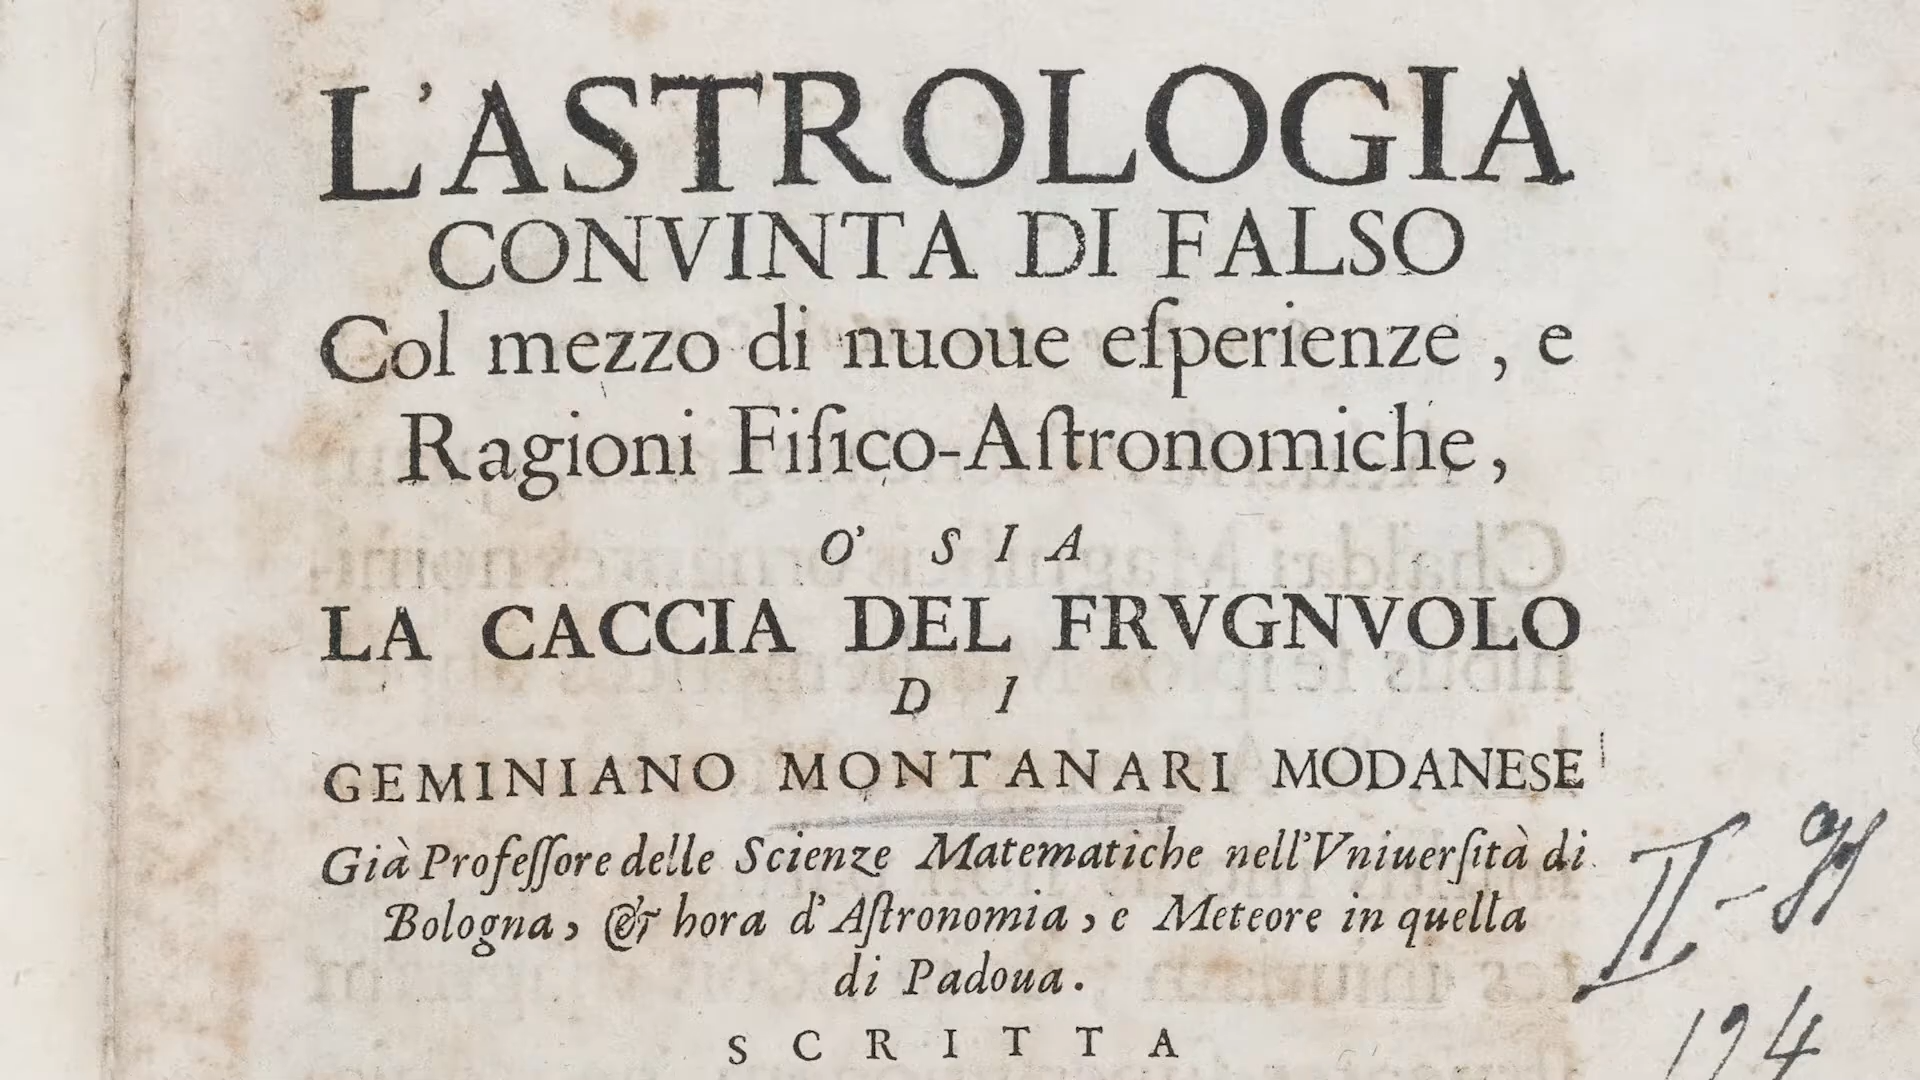 L'ASTROLOGIA
CONVINTA DI FALSO
Col mezzo di nuoue eſperienze, e
Ragioni Fiſico-Aſtronomiche,
O' SIA
LA CACCIA DEL FRVGNVOLO
DI
GEMINIANO MONTANARI MODANESE
Già Profeſſore delle Scienze Matematiche nell'Vniuerſità di
Bologna, & hora d'Aſtronomia, e Meteore in quella
di Padoua.
SCRITTA
194